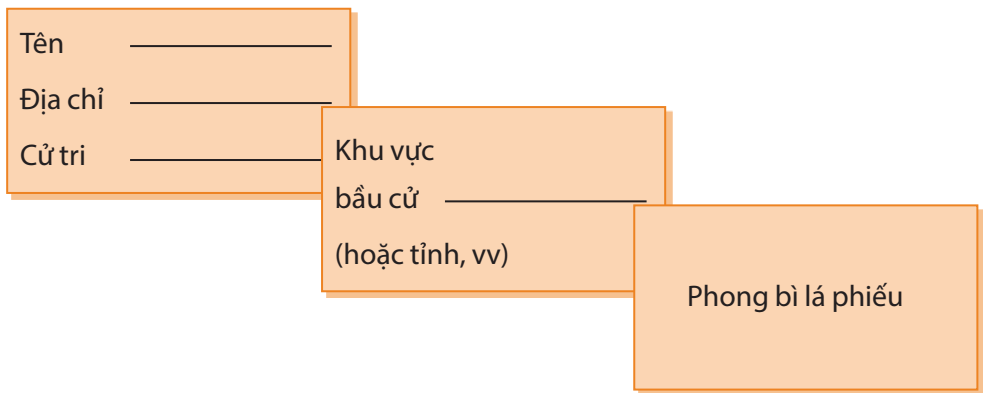 Tên
Địa chỉ
Cử tri
Khu vực
bầu cử
(hoặc tỉnh, vv)
Phong bì lá phiếu